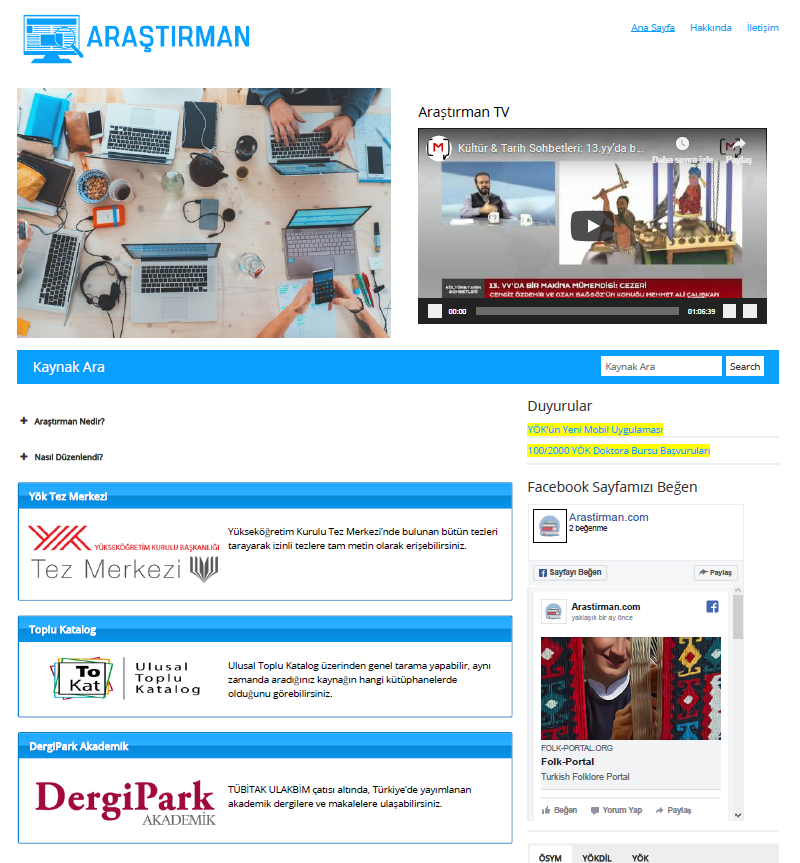 ARAŞTIRMAN
Ana Sayfa Hakkında İletişim
Araştırman TV
Kültür & Tarih Sohbetleri: 13.yy'da b...
Daha sonra izle Paylaş
KÜLTÜR&TARİH
SOHBETLERİ
13. YY'DA BİR MAKİNA MÜHENDİSİ: CEZERİ
CENGİZ ÖZDEMİR VE OZAN SAĞSÖZ'ÜN KONUĞU MEHMET ALİ ÇALIŞKAN
00:00 01:06:39
Kaynak Ara
Kaynak Ara Search
Araştırman Nedir?
Nasıl Düzenlendi?
Yök Tez Merkezi
YÜKSEKÖĞRETİM KURULU BAŞKANLIĞI
Tez Merkezi
Yükseköğretim Kurulu Tez Merkezi'nde bulunan bütün tezleri
tarayarak izinli tezlere tam metin olarak erişebilirsiniz.
Toplu Katalog
To
Kat
Ulusal
Toplu
Katalog
Ulusal Toplu Katalog üzerinden genel tarama yapabilir, aynı
zamanda aradığınız kaynağın hangi kütüphanelerde
olduğunu görebilirsiniz.
DergiPark Akademik
DergiPark
AKADEMİK
TÜBİTAK ULAKBİM çatısı altında, Türkiye'de yayımlanan
akademik dergilere ve makalelere ulaşabilirsiniz.
Duyurular
YÖK'ün Yeni Mobil Uygulaması
100/2000 YÖK Doktora Bursu Başvuruları
Facebook Sayfamızı Beğen
Arastirman.com
2 beğenme
Sayfayı Beğen Paylaş
Arastirman.com
yaklaşık bir ay önce
FOLK-PORTAL.ORG
Folk-Portal
Turkish Folklore Portal
Beğen Yorum Yap Paylaş
ÖSYM YÖKDİL YÖK